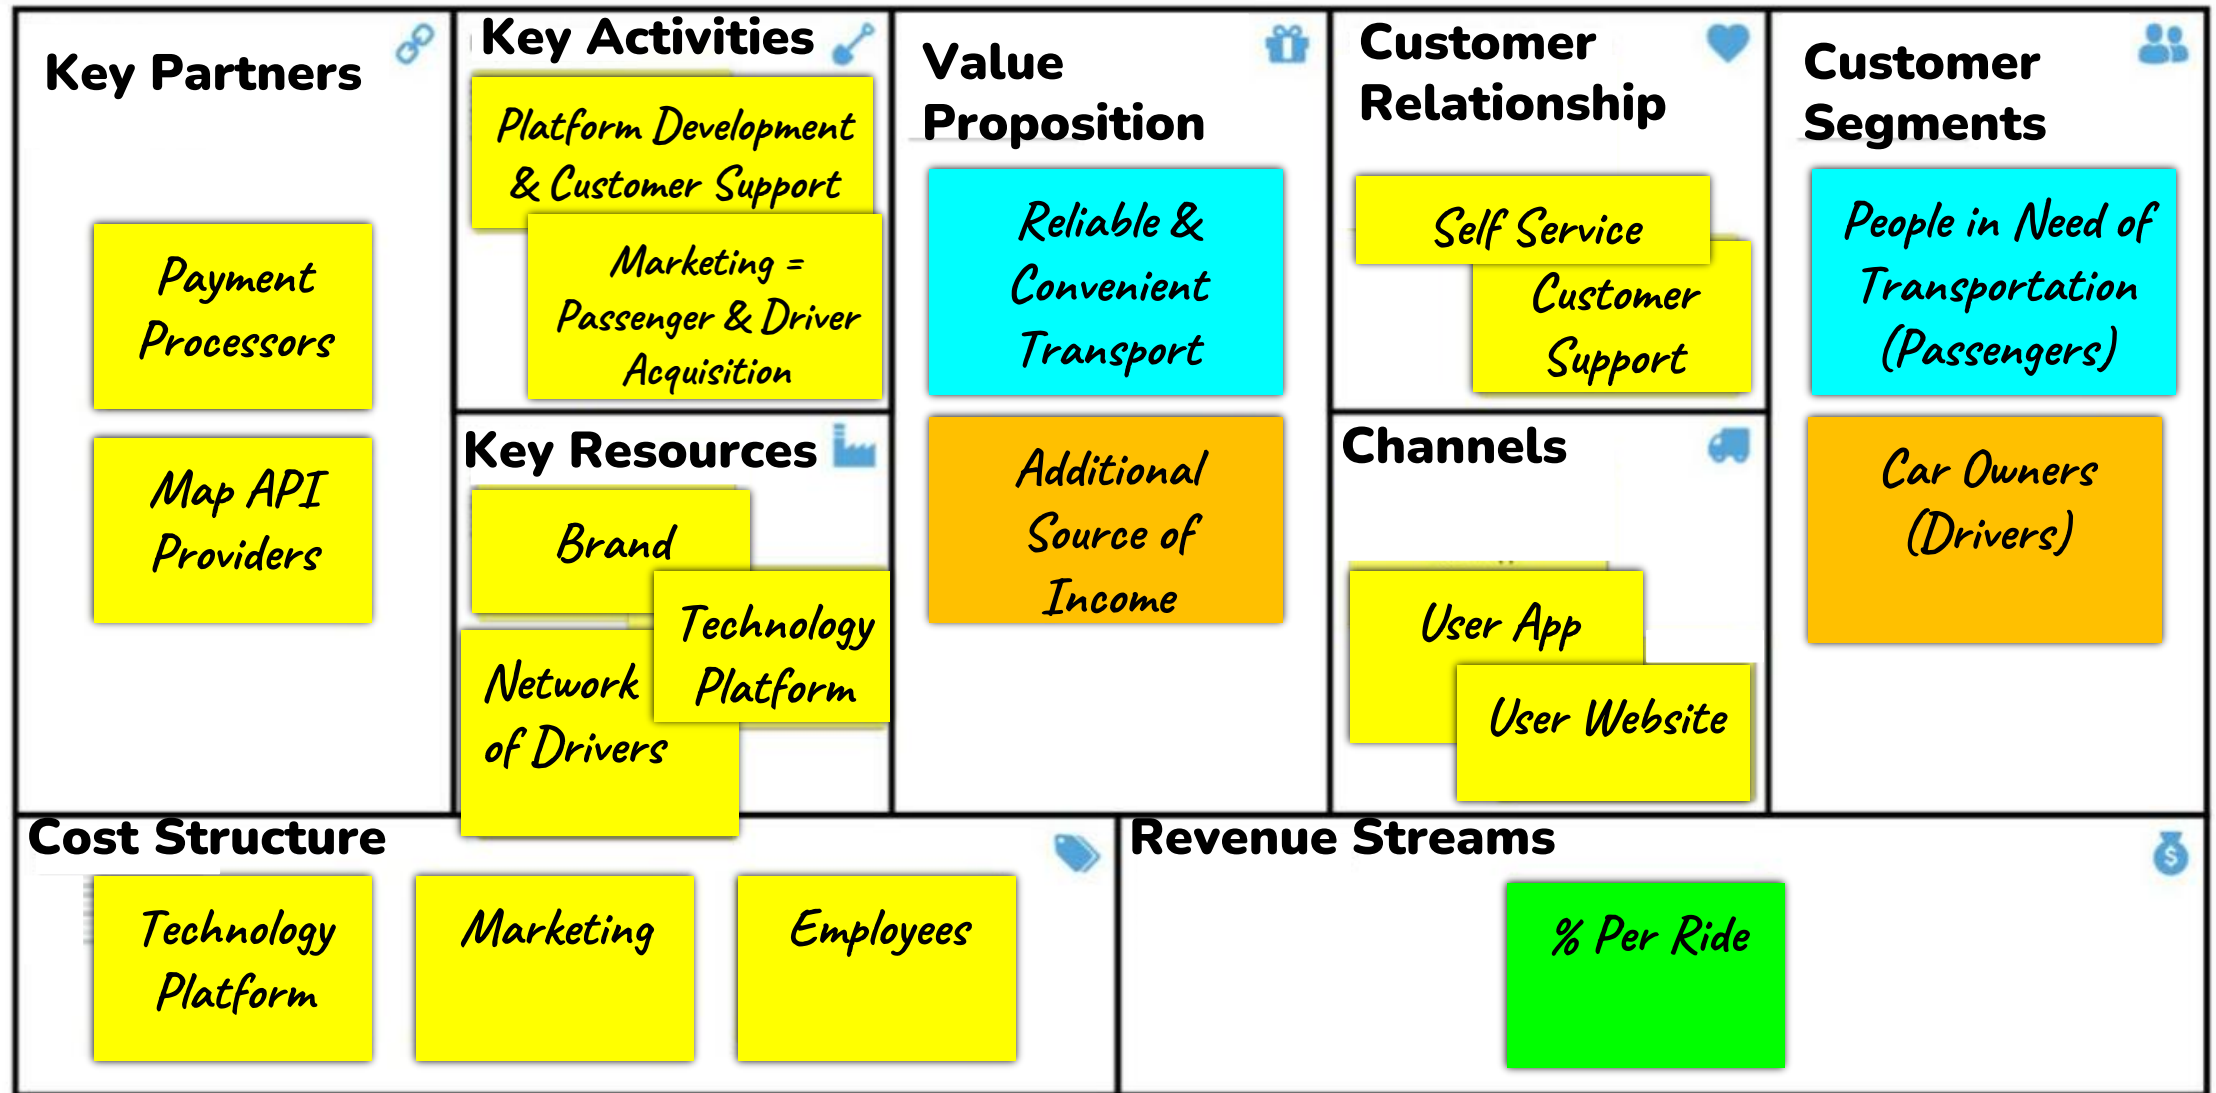 Key Partners
Payment
Processors
Map API
Providers
Key Activities
Platform Development
& Customer Support
Marketing =
Passenger & Driver
Acquisition
Key Resources
Brand
Technology
Platform
Network
of Drivers
Value
Proposition
Reliable &
Convenient
Transport
Additional
Source of
Income
Customer
Relationship
Self Service
Customer
Support
Channels
User App
User Website
Customer
Segments
People in Need of
Transportation
(Passengers)
Car Owners
(Drivers)
Cost Structure
Technology
Platform
Marketing
Employees
Revenue Streams
% Per Ride